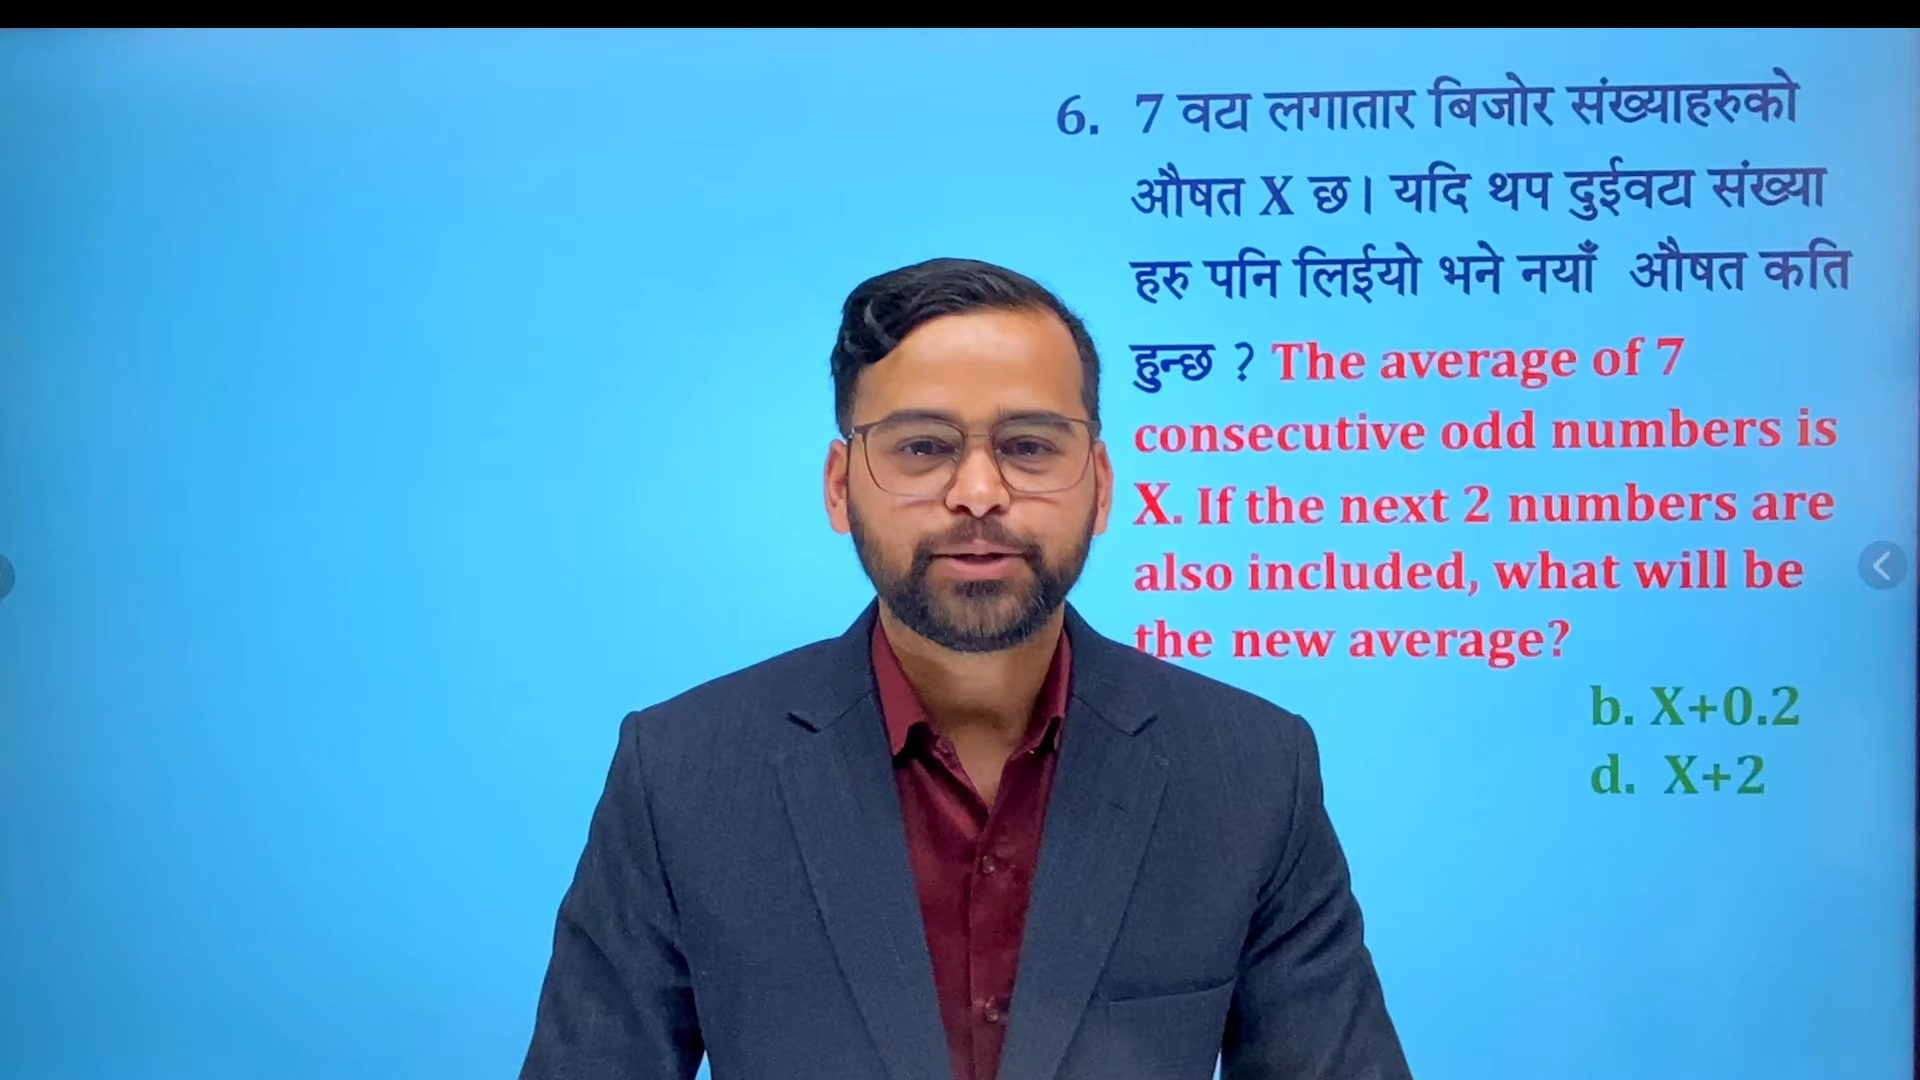 6. 7 वटा लगातार बिजोर संख्याहरुको
औषत X छ। यदि थप दुईवटा संख्या
हरु पनि लिईयो भने नयाँ औषत कति
हुन्छ ? The average of 7
consecutive odd numbers is
X. If the next 2 numbers are
also included, what will be
the new average?
b. X+0.2
d. X+2